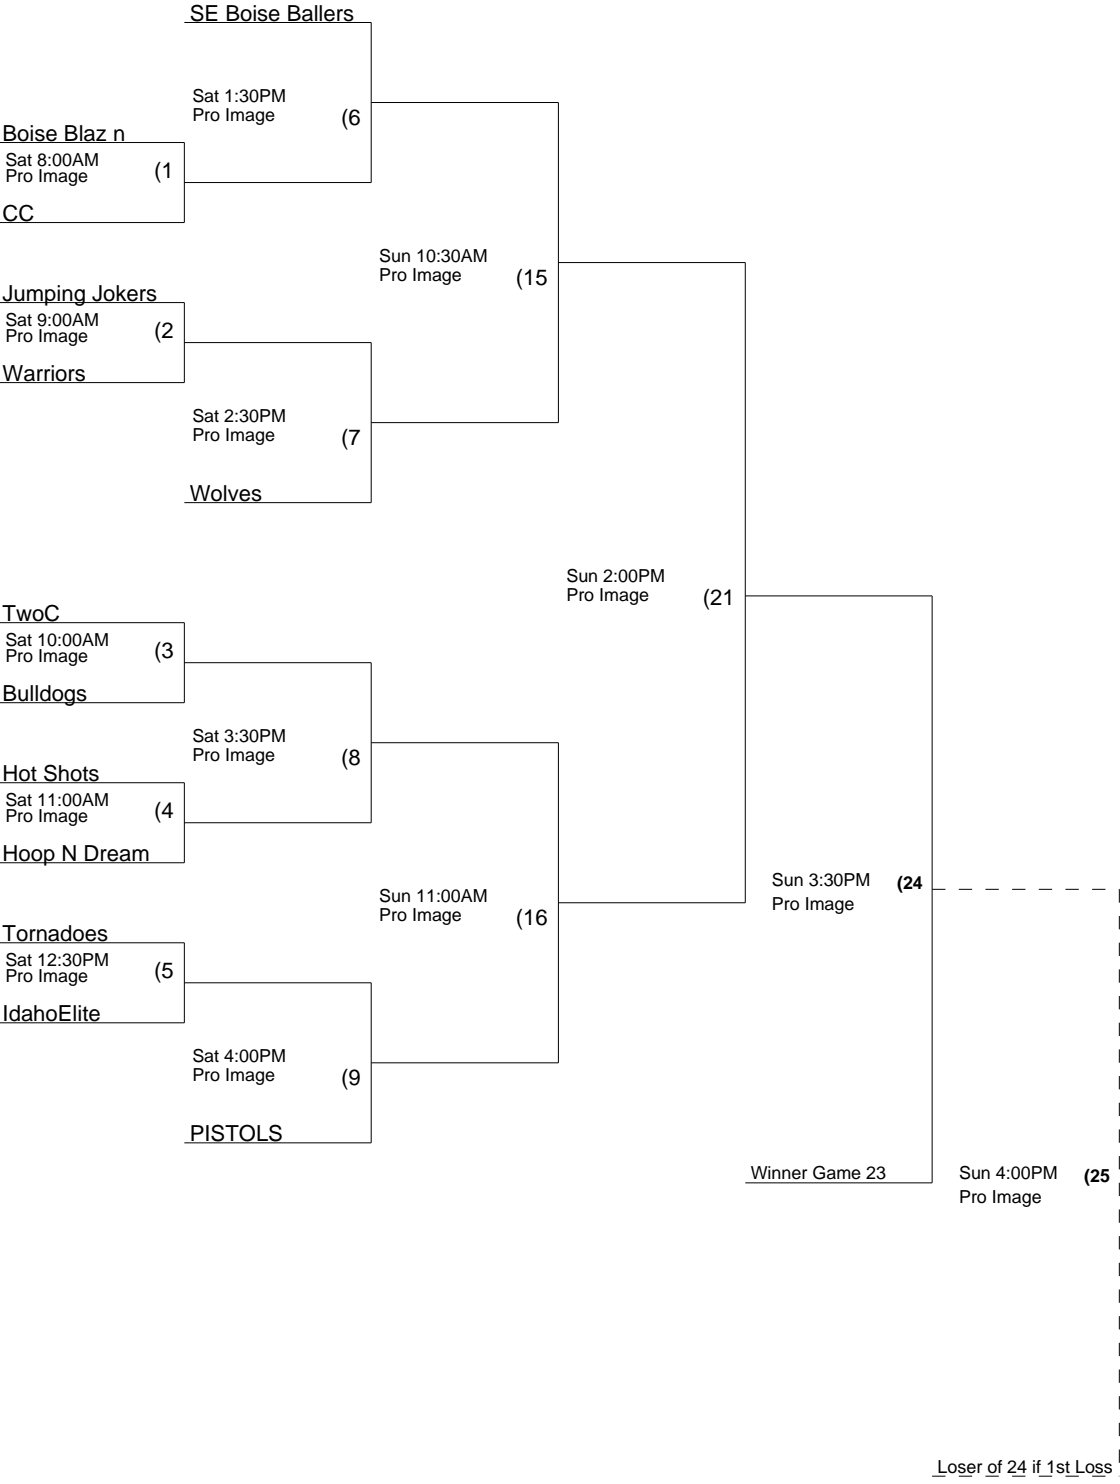 SE Boise Ballers
Sat 1:30PM
Pro Image
(6
Boise Blaz n
Sat 8:00AM
Pro Image
(1
CC
Sun 10:30AM
Pro Image
(15
Jumping Jokers
Sat 9:00AM
Pro Image
(2
Warriors
Sat 2:30PM
Pro Image
(7
Wolves
Sun 2:00PM
Pro Image
(21
TwoC
Sat 10:00AM
Pro Image
(3
Bulldogs
Sat 3:30PM
Pro Image
(8
Hot Shots
Sat 11:00AM
Pro Image
(4
Hoop N Dream
Sun 3:30PM
Pro Image
(24
Sun 11:00AM
Pro Image
(16
Tornadoes
Sat 12:30PM
Pro Image
(5
IdahoElite
Sat 4:00PM
Pro Image
(9
PISTOLS
Winner Game 23
Sun 4:00PM
Pro Image
(25
Loser of 24 if 1st Loss